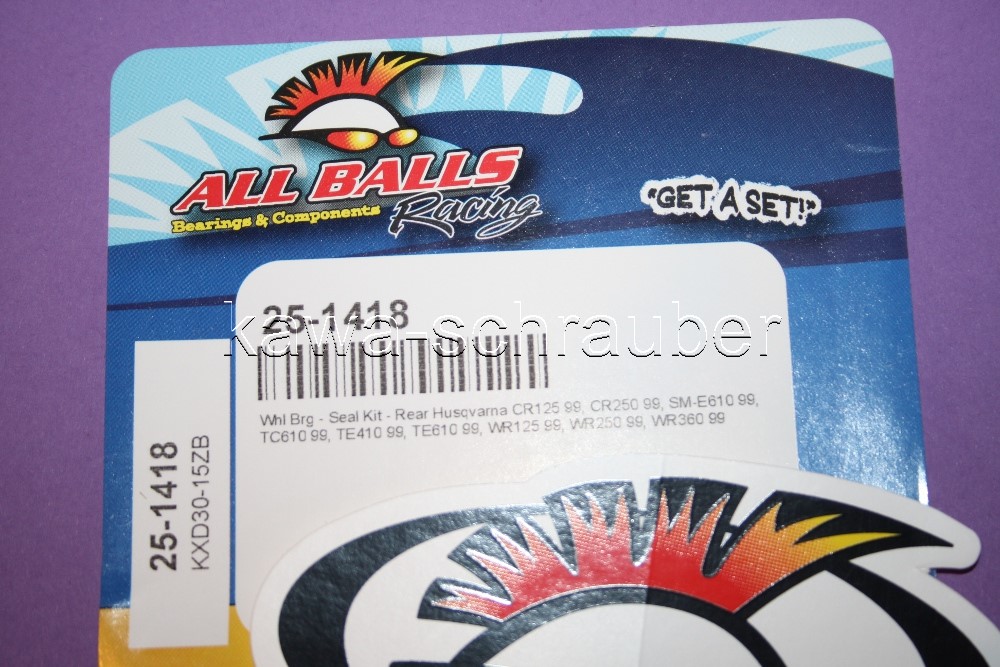 ALL BALLS
Racing
Bearings & Components
"GET A SET!"
25-1418
kawa-schrauber
Whl Brg - Seal Kit - Rear Husqvarna CR125 99, CR250 99, SM-E610 99,
TC610 99, TE410 99, TE610 99, WR125 99, WR250 99, WR360 99
25-1418
KXD30-15ZB